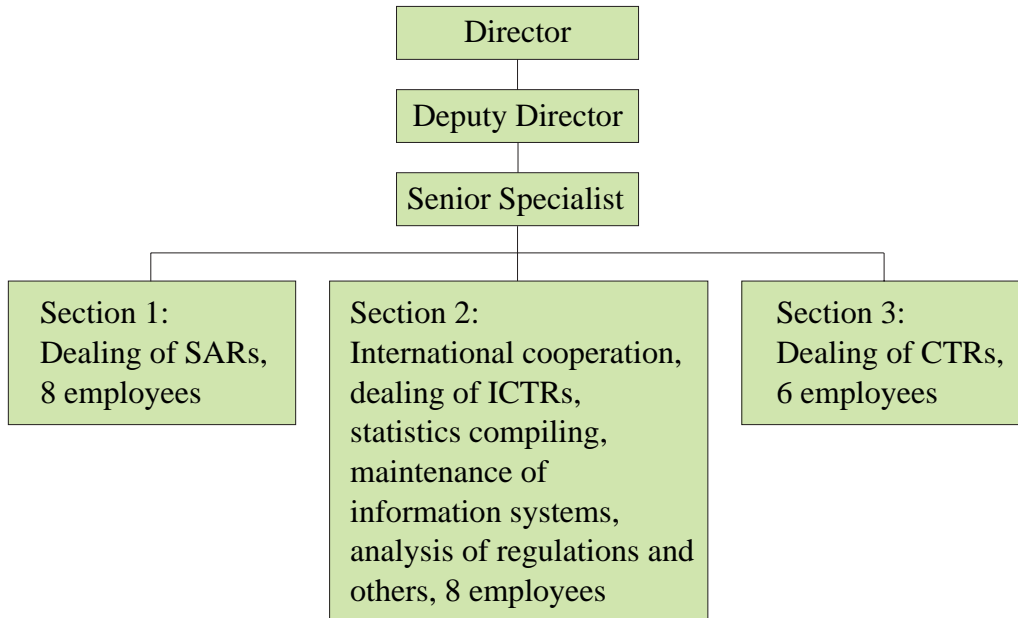 Director
Deputy Director
Senior Specialist
Section 1:
Dealing of SARs,
8 employees
Section 2:
International cooperation,
dealing of ICTRs,
statistics compiling,
maintenance of
information systems,
analysis of regulations and
others, 8 employees
Section 3:
Dealing of CTRs,
6 employees